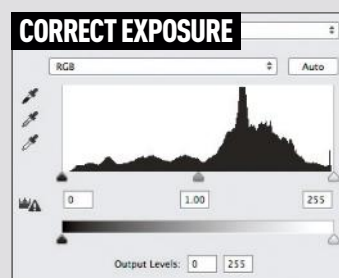 CORRECT EXPOSURE
RGB
Auto
0 1.00 255
Output Levels: 0 255